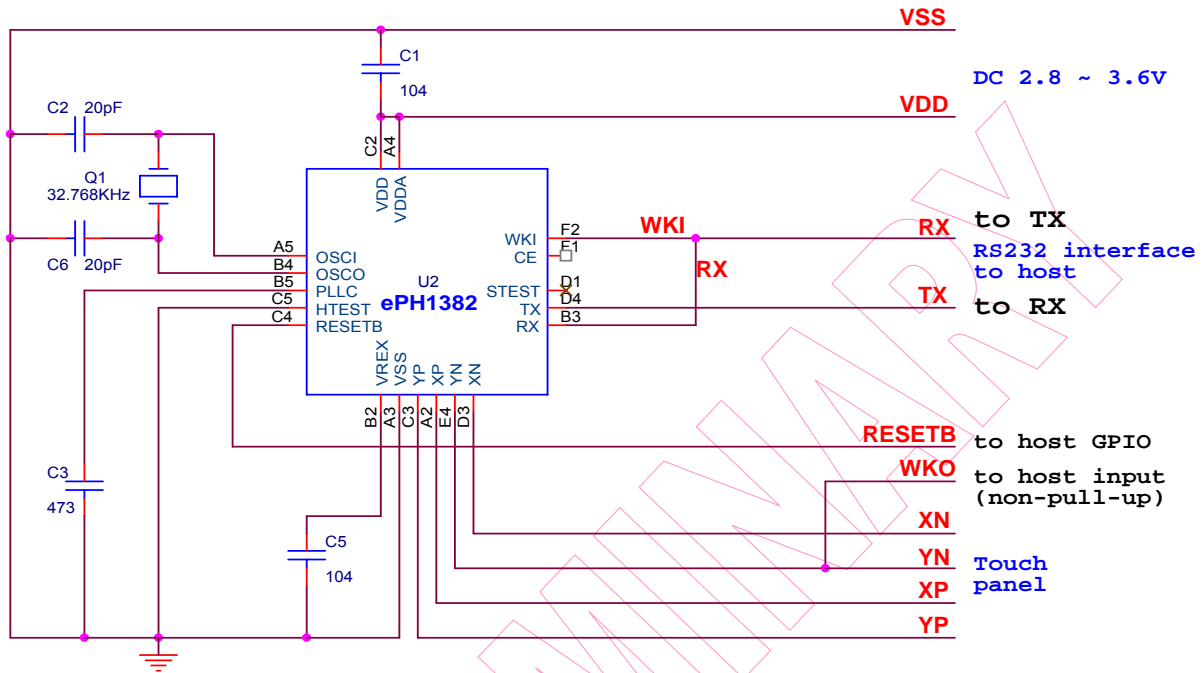 VSS
C1
104
DC 2.8 ~ 3.6V
VDD
C2 20pF
C2
A4
Q1
32.768KHz
VDD
VDDA
C6 20pF
A5
OSCI
B4
OSCO
B5
PLLC
C5
HTEST
C4
RESETB
U2
ePH1382
WKI
F2
CE
E1
STEST
D1
TX
D4
RX
B3
WKI
RX
RX
to TX
RS232 interface
to host
TX
to RX
VREX
VSS
YP
XP
YN
XN
B2
A3
C3
A2
E4
D3
RESETB
to host GPIO
WKO
to host input
(non-pull-up)
C3
473
C5
104
XN
YN
Touch
panel
XP
YP